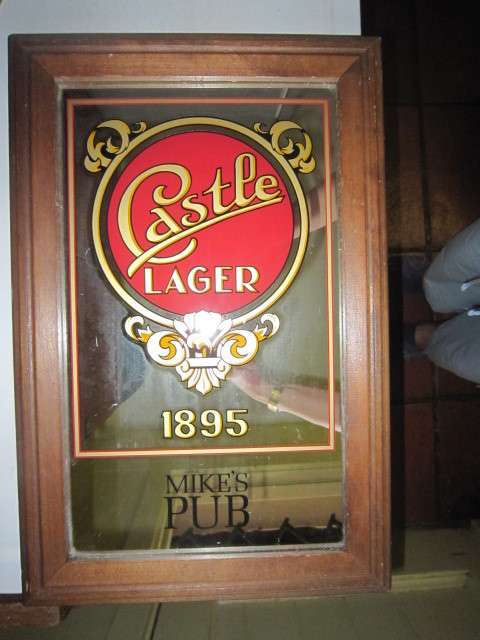 Castle
LAGER
1895
MIKE'S
PUB